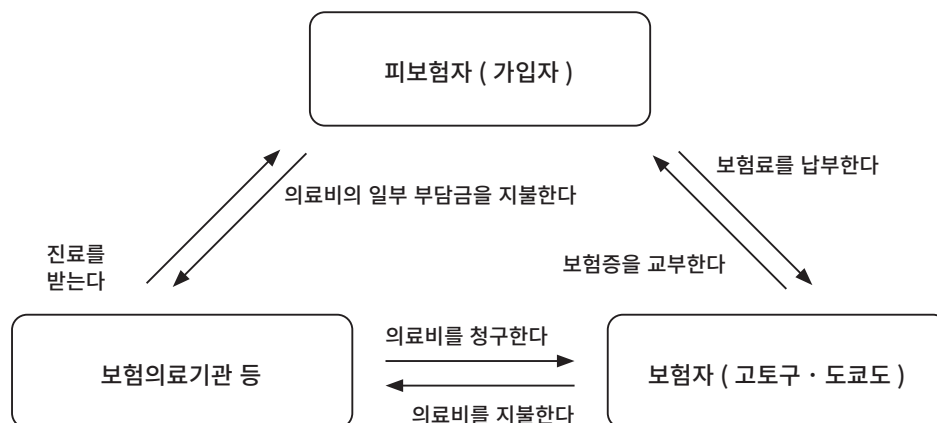 피보험자 ( 가입자 )
보험료를 납부한다
의료비의 일부 부담금을 지불한다
진료를
받는다
보험증을 교부한다
보험의료기관 등
의료비를 청구한다
의료비를 지불한다
보험자 ( 고토구・도쿄도 )